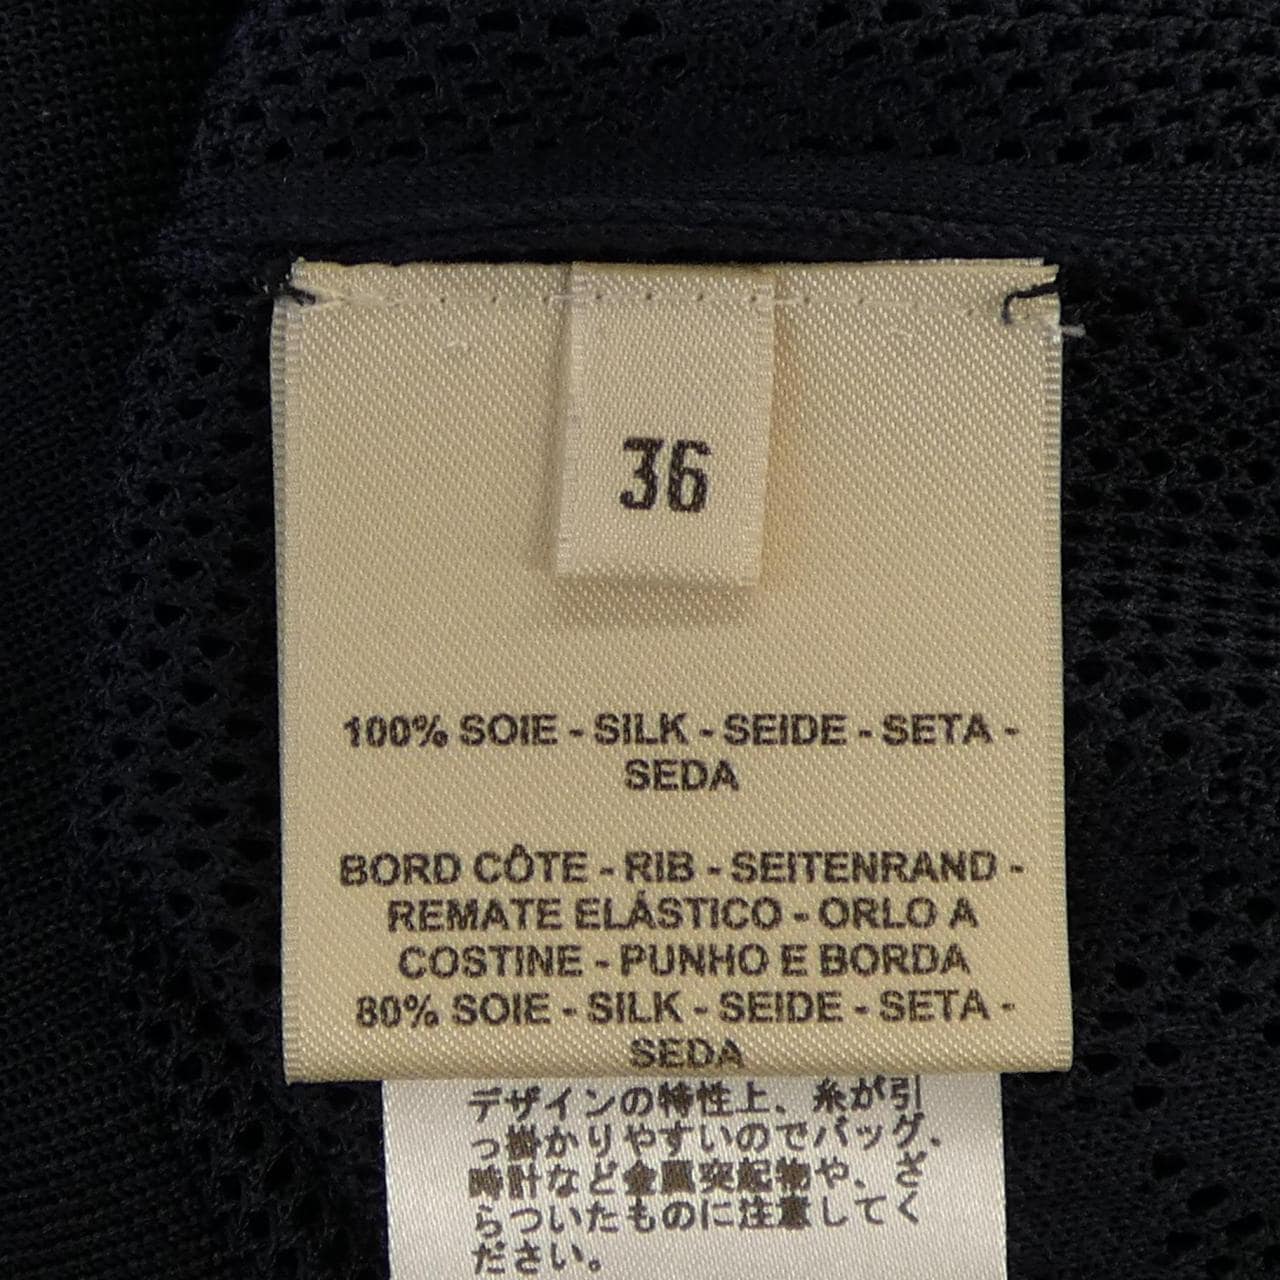 36
100% SOIE - SILK - SEIDE - SETA -
SEDA
BORD CÔTE - RIB - SEITENRAND -
REMATE ELÁSTICO - ORLO A
COSTINE - PUNHO E BORDA
80% SOIE - SILK - SEIDE - SETA -
SEDA
デザインの特性上、糸が引
っ掛かりやすいのでバッグ、
時計など金属突起物や、ざ
らついたものに注意してく
ださい。